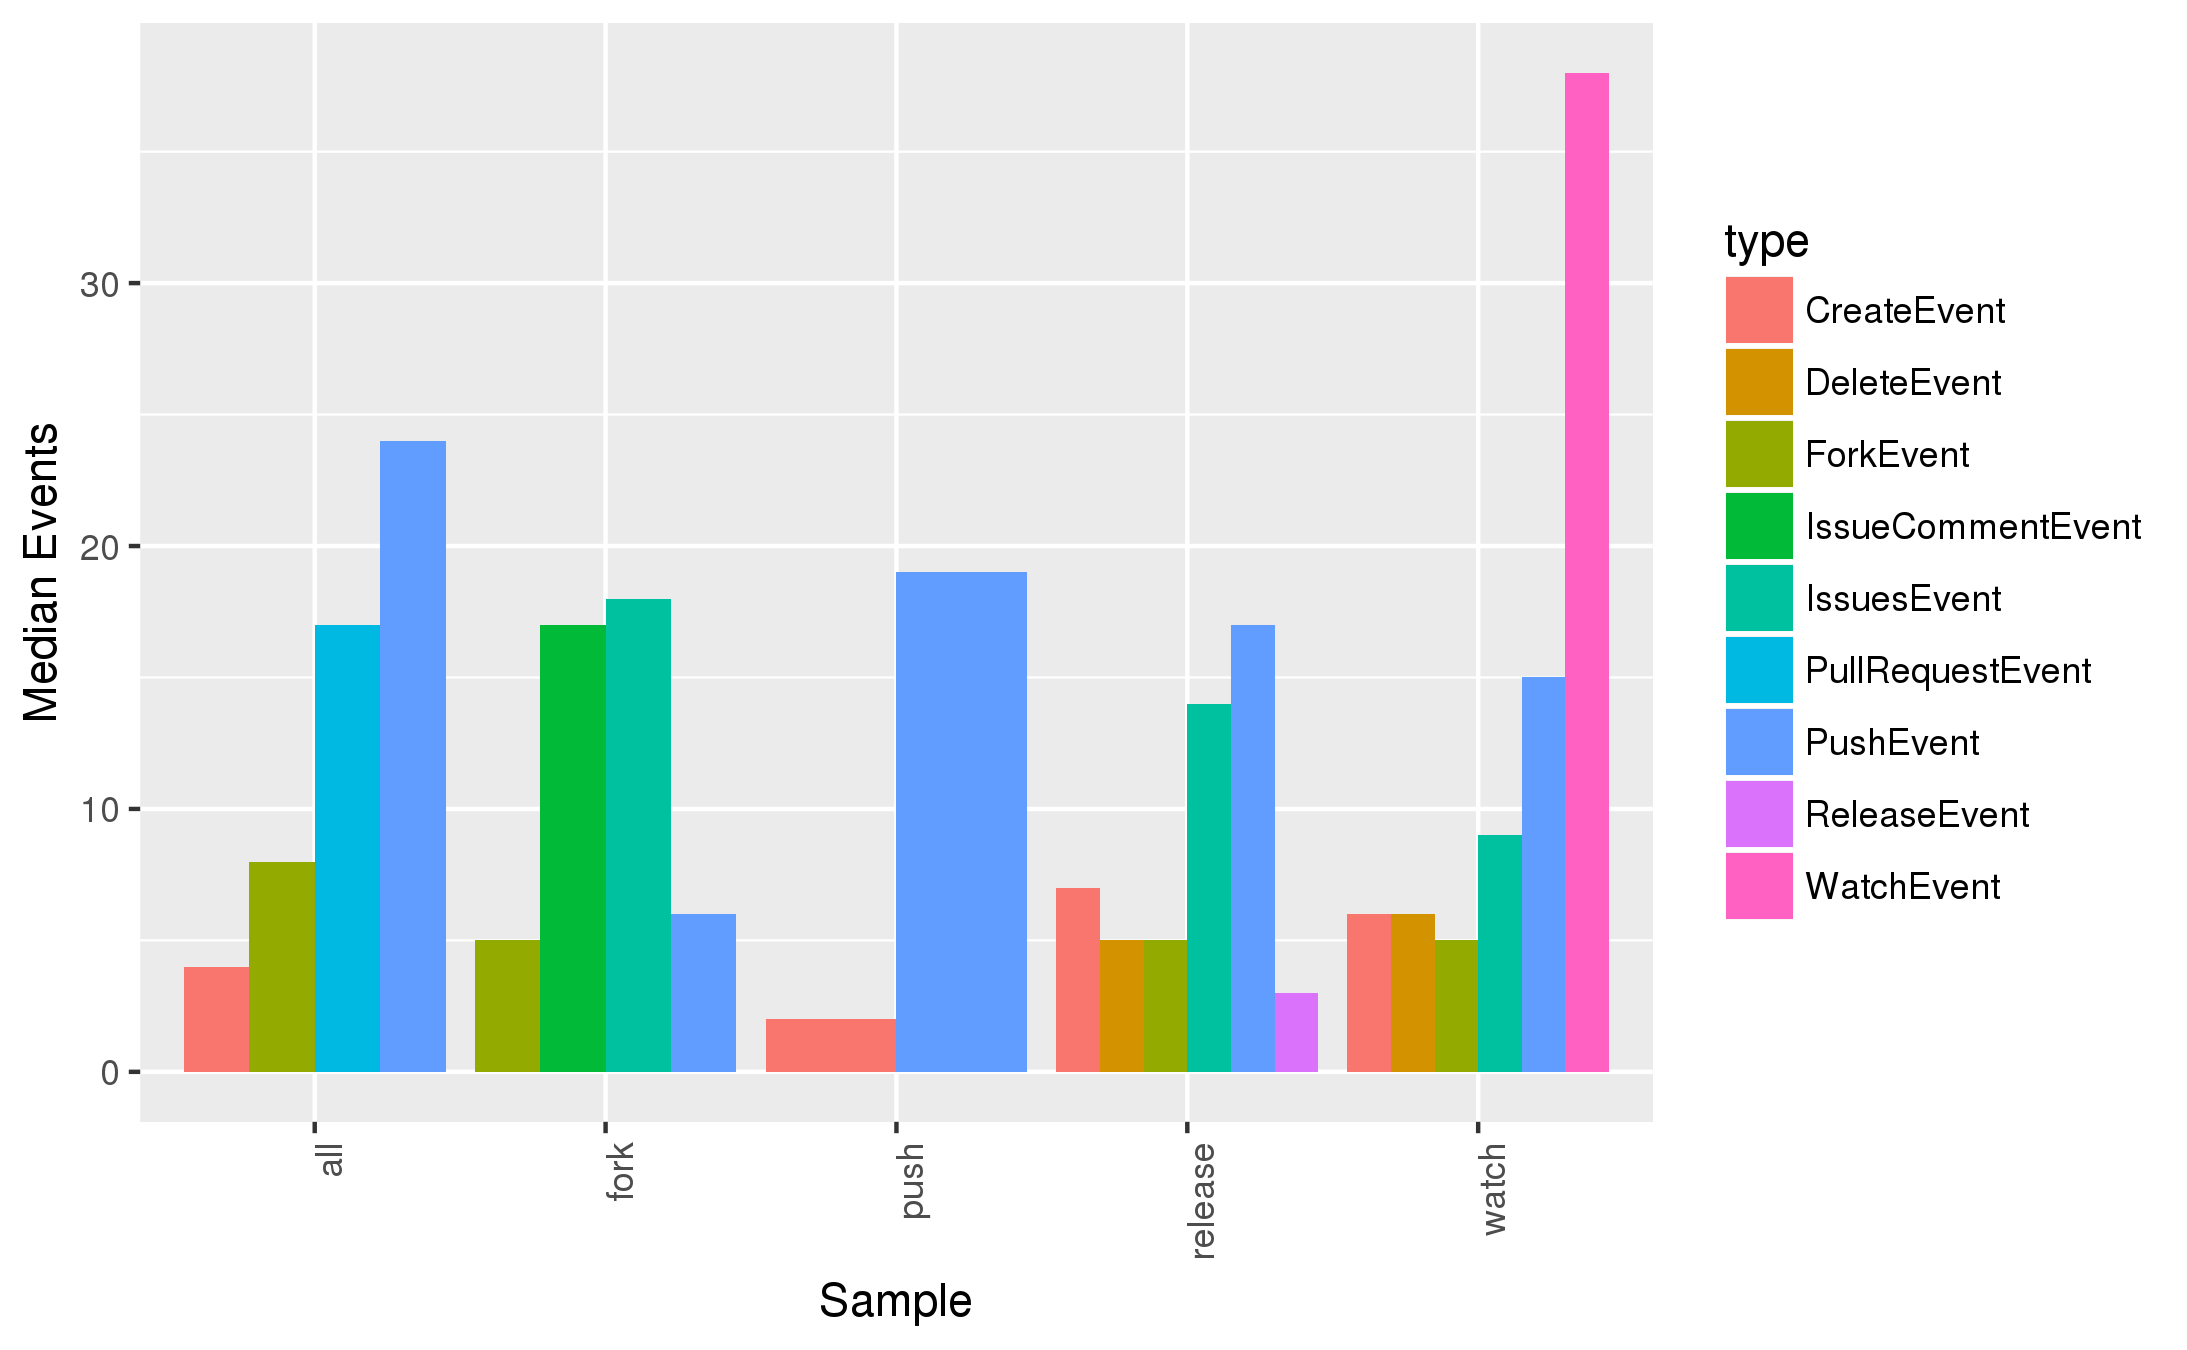 Median Events
30
20
10
0
all
fork
push
release
watch
Sample
type
CreateEvent
DeleteEvent
ForkEvent
IssueCommentEvent
IssuesEvent
PullRequestEvent
PushEvent
ReleaseEvent
WatchEvent